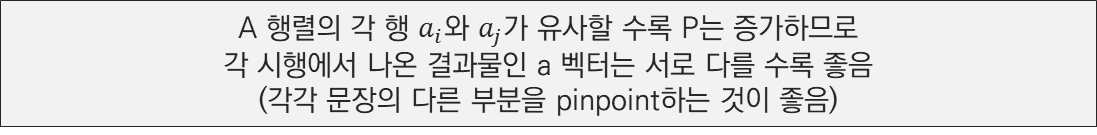 A 행렬의 각 행 𝑎ᵢ와 𝑎ⱼ가 유사할 수록 P는 증가하므로
각 시행에서 나온 결과물인 a 벡터는 서로 다를 수록 좋음
(각각 문장의 다른 부분을 pinpoint하는 것이 좋음)